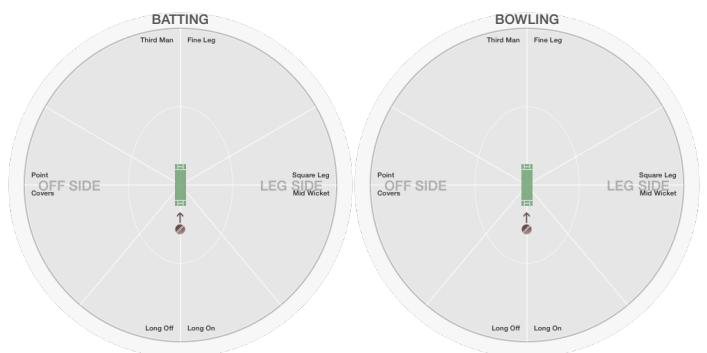 BATTING
Third Man Fine Leg
Point
OFF SIDE
Covers
Square Leg
LEG SIDE
Mid Wicket
Long Off Long On
BOWLING
Third Man Fine Leg
Point
OFF SIDE
Covers
Square Leg
LEG SIDE
Mid Wicket
Long Off Long On